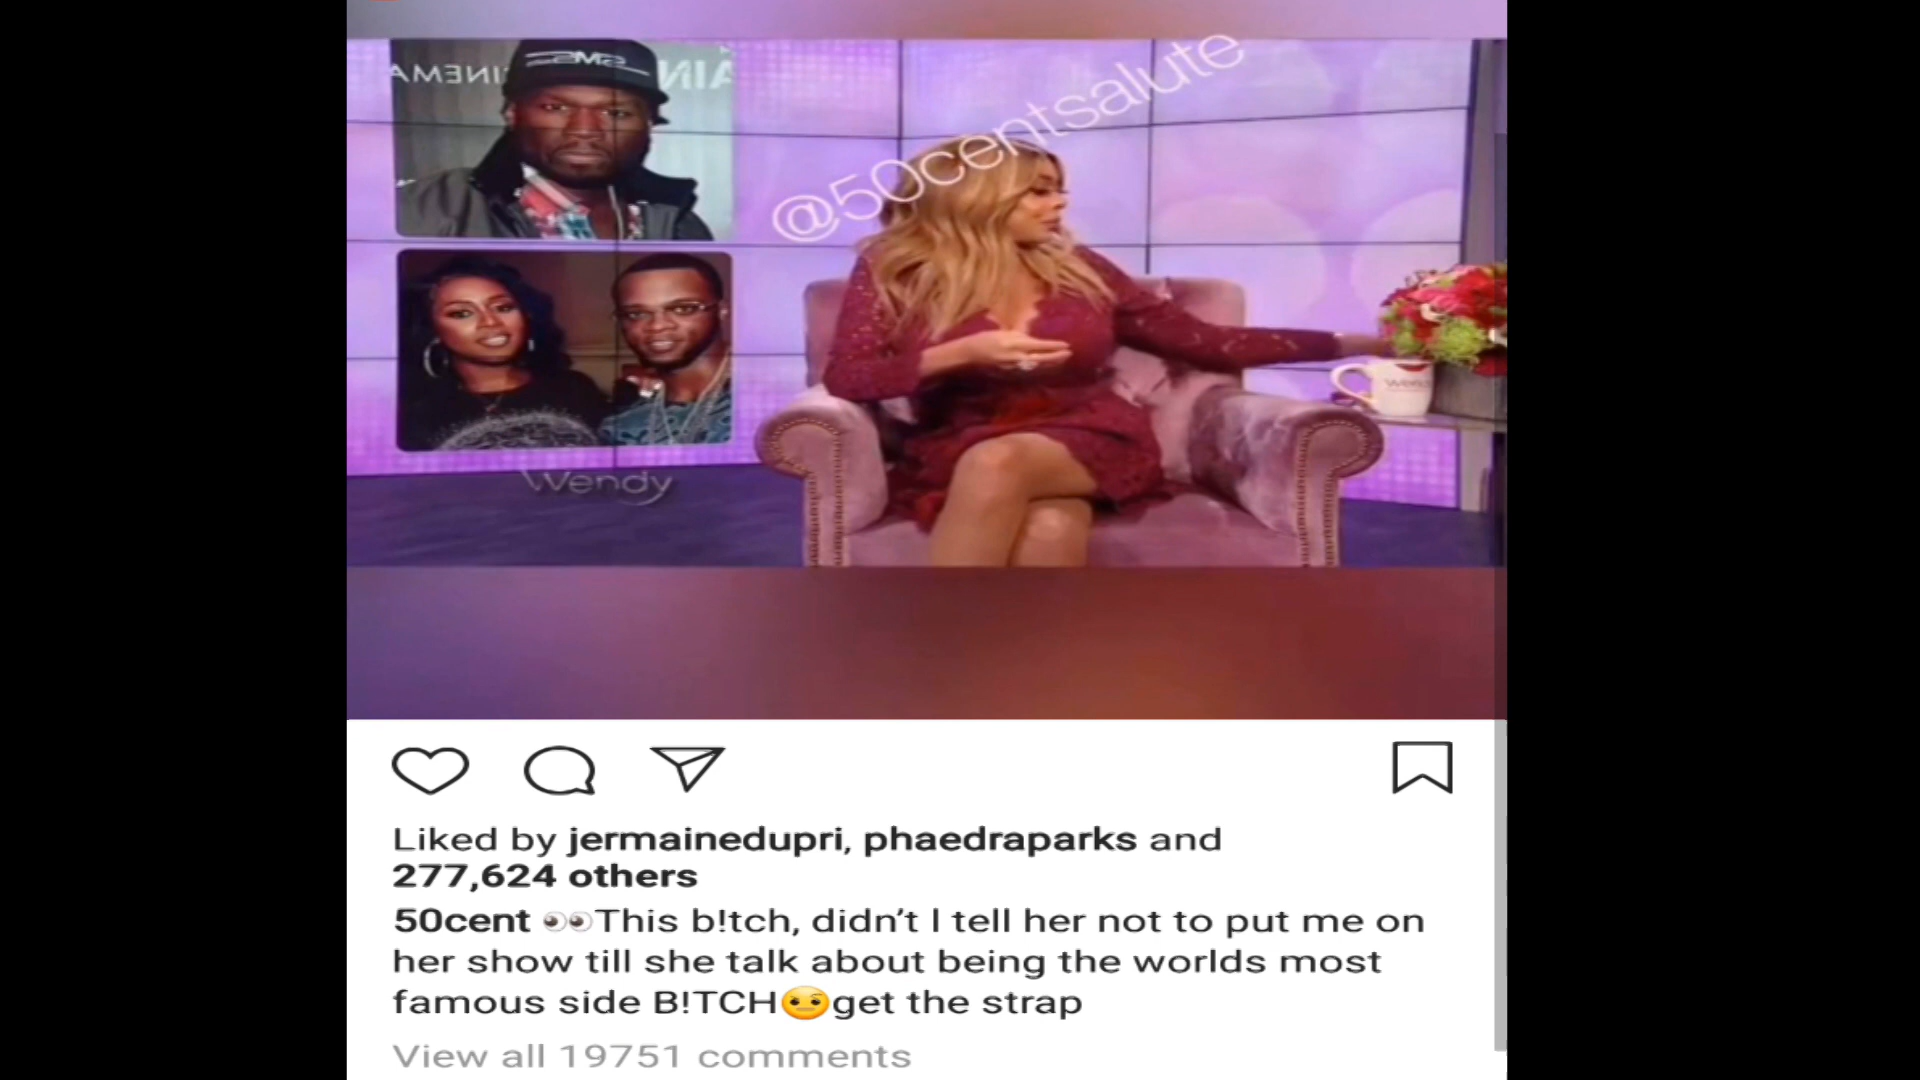 SMS
@50centsalute
Wendy
Wendy
Liked by jermainedupri, phaedraparks and
277,624 others
50cent 👀This b!tch, didn’t I tell her not to put me on
her show till she talk about being the worlds most
famous side B!TCH🤨get the strap
View all 19751 comments